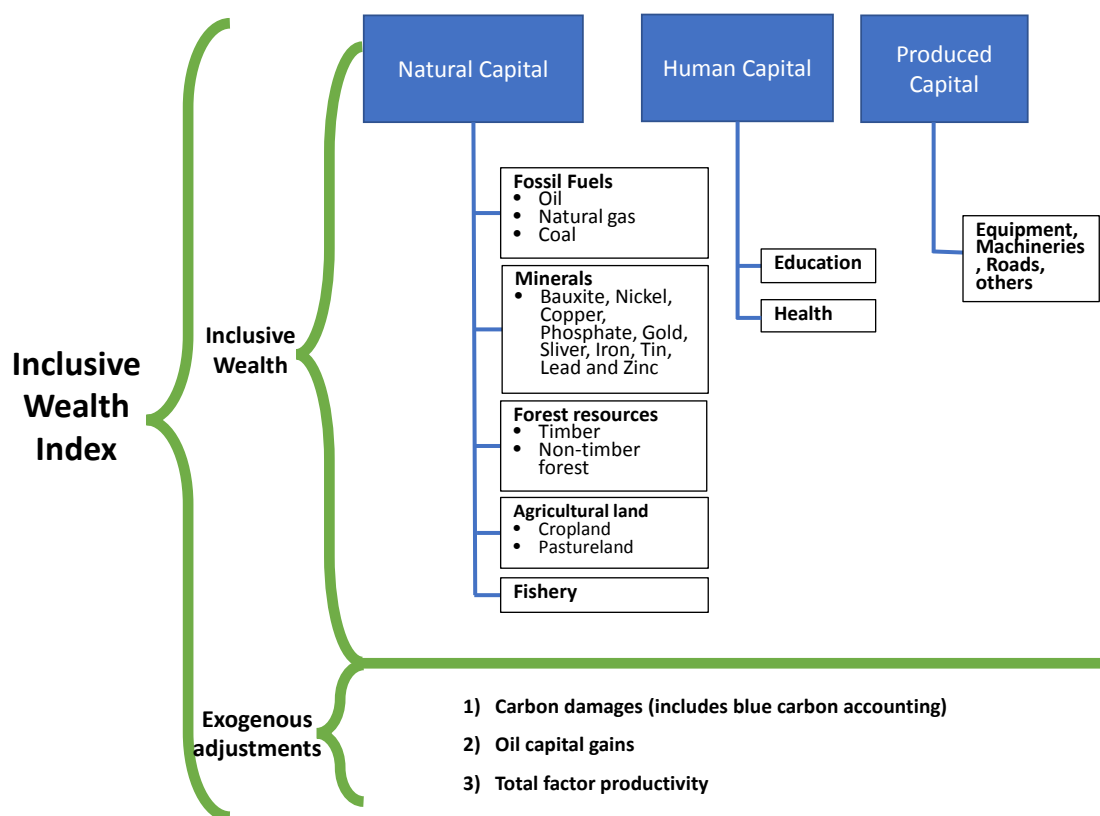 Natural Capital
Human Capital
Produced
Capital
Fossil Fuels
• Oil
• Natural gas
• Coal
Minerals
• Bauxite, Nickel,
Copper,
Phosphate, Gold,
Sliver, Iron, Tin,
Lead and Zinc
Forest resources
• Timber
• Non-timber
forest
Agricultural land
• Cropland
• Pastureland
Fishery
Education
Health
Equipment,
Machineries
, Roads,
others
Inclusive
Wealth
Inclusive
Wealth
Index
Exogenous
adjustments
1) Carbon damages (includes blue carbon accounting)
2) Oil capital gains
3) Total factor productivity